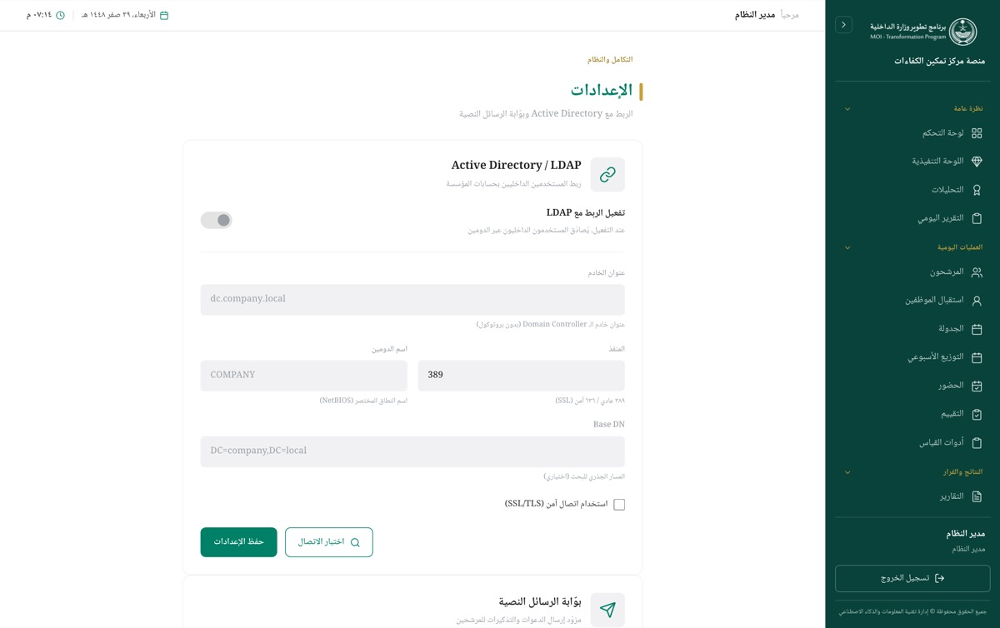 برنامج تطوير وزارة الداخلية
MOI - Transformation Program
منصة مركز تمكين الكفاءات
نظرة عامة
لوحة التحكم
اللوحة التنفيذية
التحليلات
التقرير اليومي
العمليات اليومية
المرشحون
استقبال الموظفين
الجدولة
التوزيع الأسبوعي
الحضور
التقييم
أدوات القياس
النتائج والقرار
التقارير
مدير النظام
مدير النظام
تسجيل الخروج
جميع الحقوق محفوظة © إدارة تقنية المعلومات والذكاء الاصطناعي
مرحباً مدير النظام
الأربعاء، ٢٩ صفر ١٤٤٨ هـ
٠٧:١٤ م
التكامل والنظام
الإعدادات
الربط مع Active Directory وبوّابة الرسائل النصية
Active Directory / LDAP
ربط المستخدمين الداخليين بحسابات المؤسسة
تفعيل الربط مع LDAP
عند التفعيل، يُصادَق المستخدمون الداخليون عبر الدومين
عنوان الخادم
dc.company.local
عنوان خادم الـ Domain Controller (بدون بروتوكول)
المنفذ
389
٣٨٩ عادي / ٦٣٦ آمن (SSL)
اسم الدومين
COMPANY
اسم النطاق المختصر (NetBIOS)
Base DN
DC=company,DC=local
المسار الجذري للبحث (اختياري)
استخدام اتصال آمن (SSL/TLS)
اختبار الاتصال
حفظ الإعدادات
بوّابة الرسائل النصية
مزوّد إرسال الدعوات والتذكيرات للمرشحين